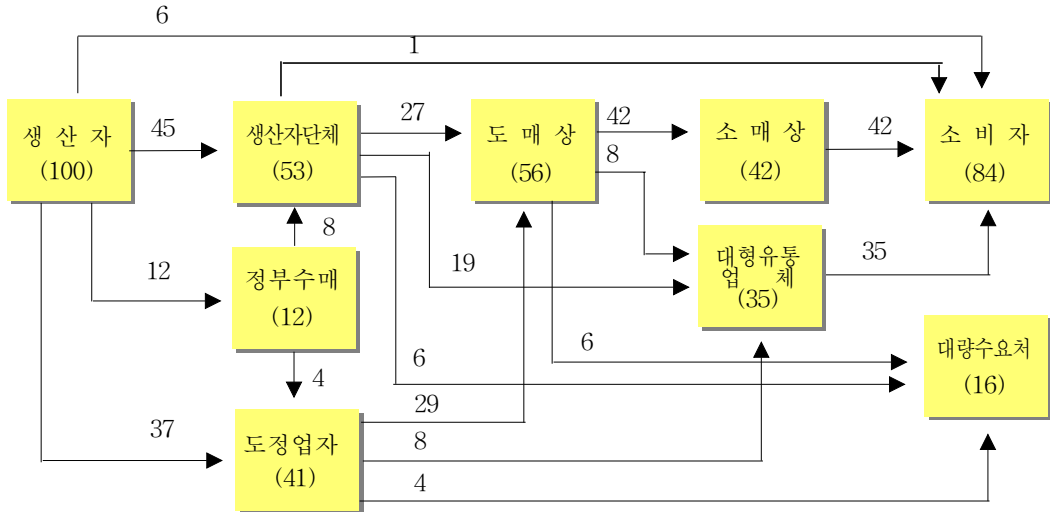 6
1
생 산 자
(100)
45
생산자단체
(53)
27
도 매 상
(56)
42
8
소 매 상
(42)
42
소 비 자
(84)
8
12
정부수매
(12)
19
대형유통
업 체
(35)
35
4
6
6
대량수요처
(16)
37
도정업자
(41)
29
8
4